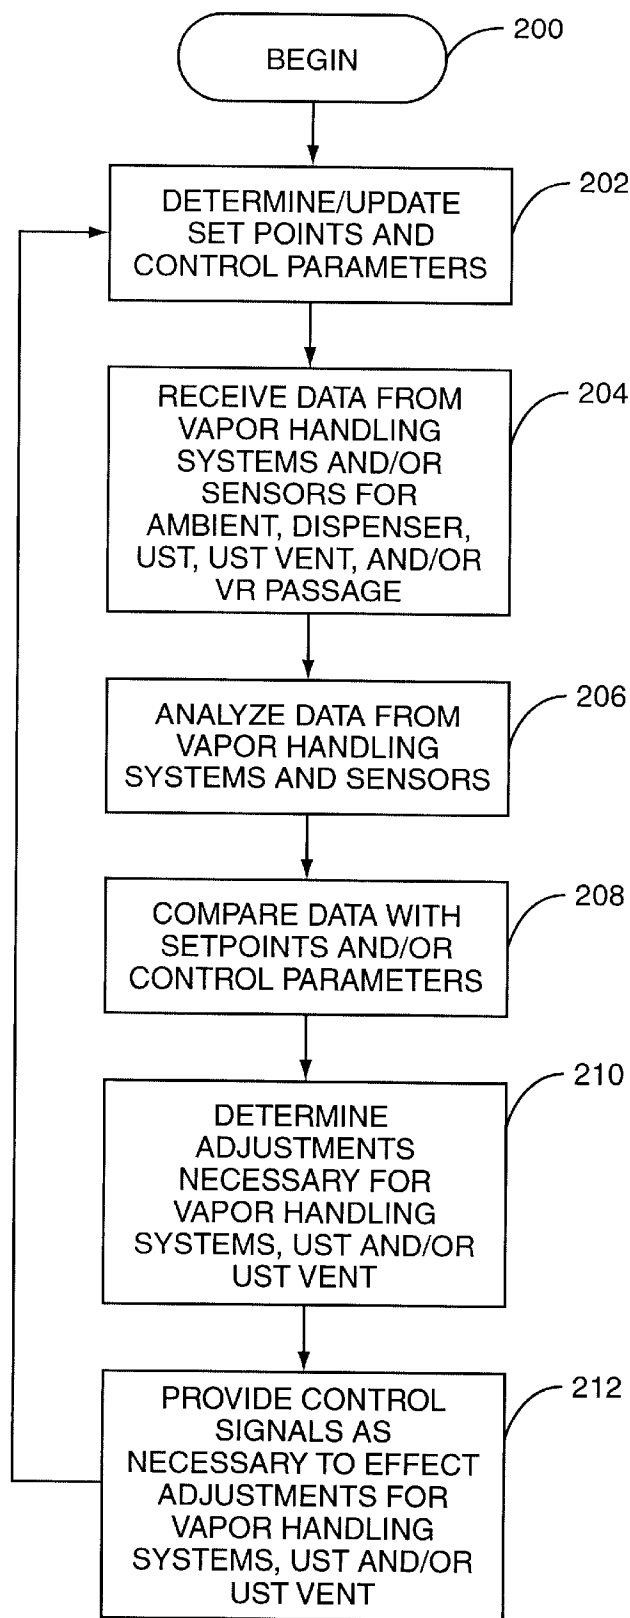 200
BEGIN
202
DETERMINE/UPDATE
SET POINTS AND
CONTROL PARAMETERS
204
RECEIVE DATA FROM
VAPOR HANDLING
SYSTEMS AND/OR
SENSORS FOR
AMBIENT, DISPENSER,
UST, UST VENT, AND/OR
VR PASSAGE
206
ANALYZE DATA FROM
VAPOR HANDLING
SYSTEMS AND SENSORS
208
COMPARE DATA WITH
SETPOINTS AND/OR
CONTROL PARAMETERS
210
DETERMINE
ADJUSTMENTS
NECESSARY FOR
VAPOR HANDLING
SYSTEMS, UST AND/OR
UST VENT
212
PROVIDE CONTROL
SIGNALS AS
NECESSARY TO EFFECT
ADJUSTMENTS FOR
VAPOR HANDLING
SYSTEMS, UST AND/OR
UST VENT